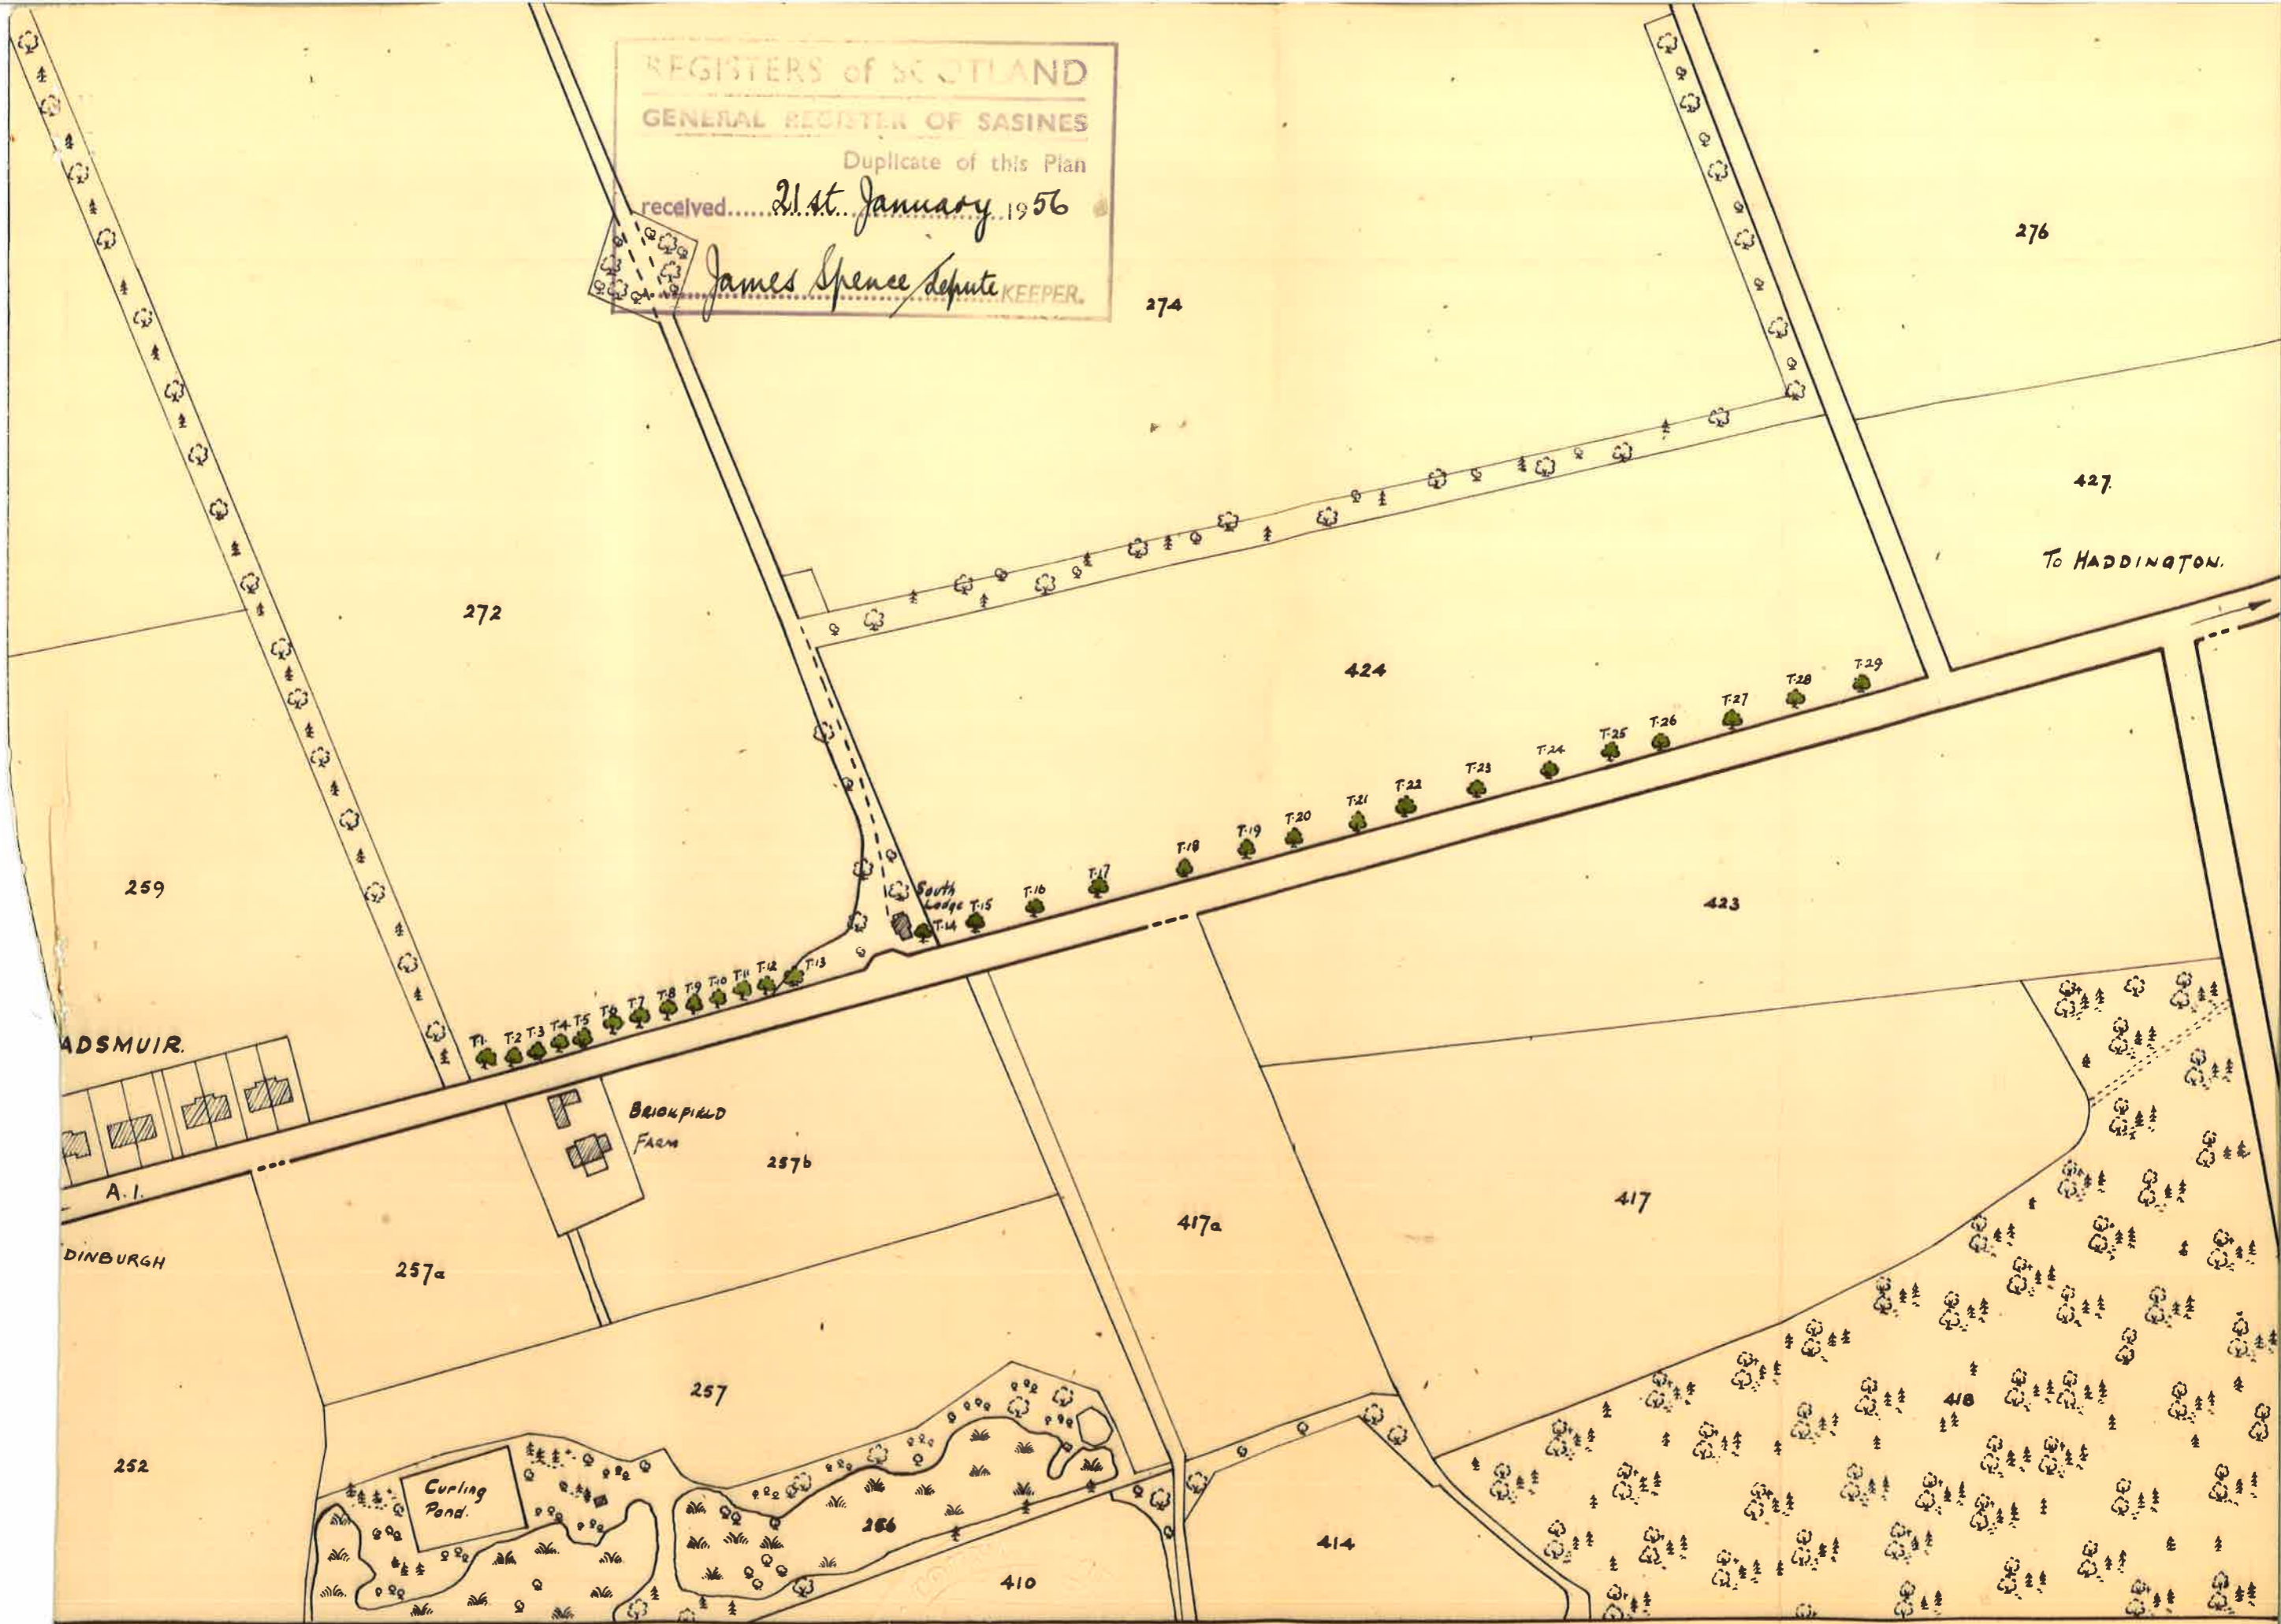 REGISTERS of SCOTLAND
GENERAL REGISTER OF SASINES
Duplicate of this Plan
received 21st January 1956
James Spence Depute KEEPER.
276
274
427.
To HADDINGTON.
272
424
T.29
T.28
T.27
T.26
T.25
T.24
T.23
T.22
T.21
T.20
T.19
T.18
T.17
T.16
T.15
T.14
South Lodge
259
423
T.13
T.12
T.11
T.10
T.9
T.8
T.7
T.6
T.5
T.4
T.3
T.2
T.1.
ADSMUIR.
BRICKFIELD
FARM
257b
A.1.
417a
417
DINBURGH
257a
257
418
252
Curling
Pond.
256
414
410